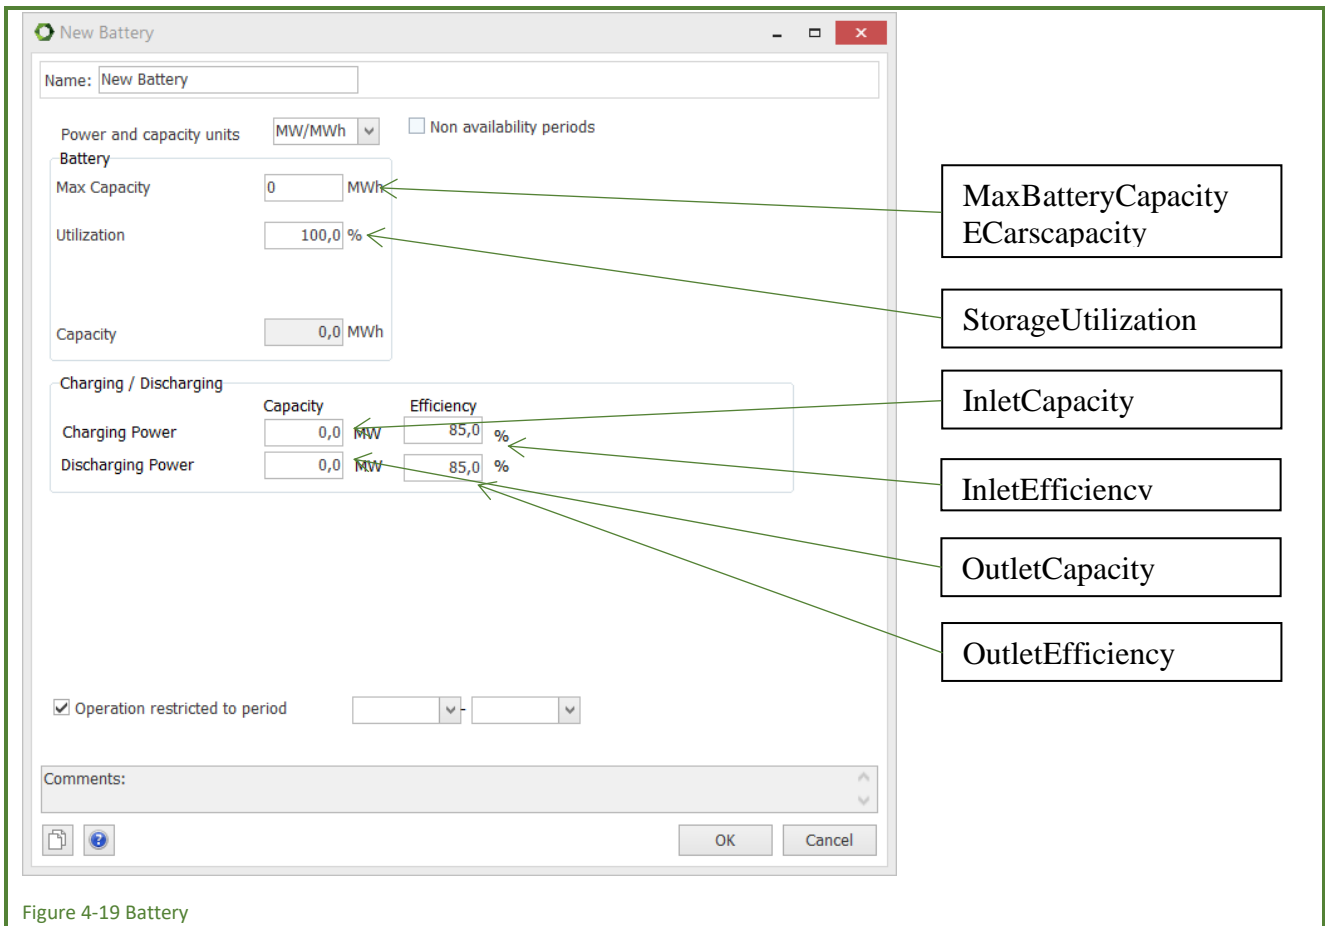 New Battery
Name: New Battery
Power and capacity units MW/MWh Non availability periods
Battery
Max Capacity 0 MWh
Utilization 100,0 %
Capacity 0,0 MWh
Charging / Discharging
Capacity Efficiency
Charging Power 0,0 MW 85,0 %
Discharging Power 0,0 MW 85,0 %
Operation restricted to period -
Comments:
OK Cancel
MaxBatteryCapacity
ECarscapacity
StorageUtilization
InletCapacity
InletEfficiency
OutletCapacity
OutletEfficiency
Figure 4-19 Battery